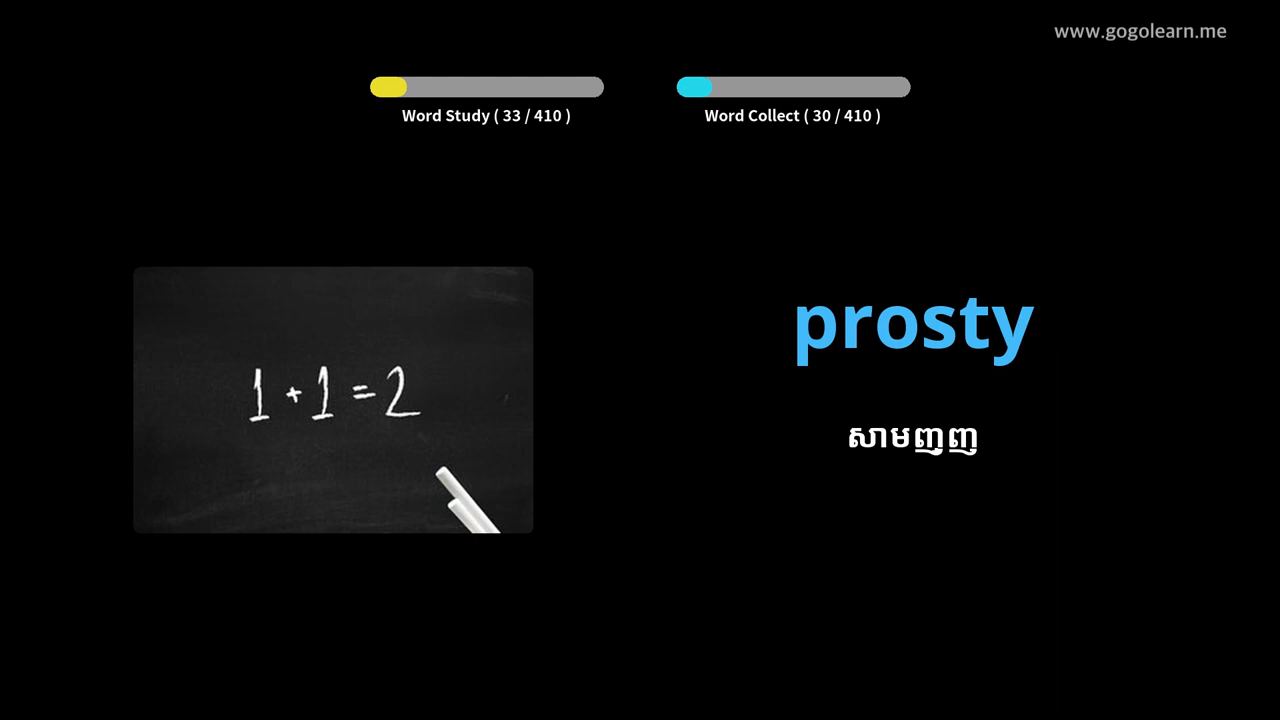 www.gogolearn.me
Word Study ( 33 / 410 )
Word Collect ( 30 / 410 )
1 + 1 = 2
prosty
សាមញ្ញ